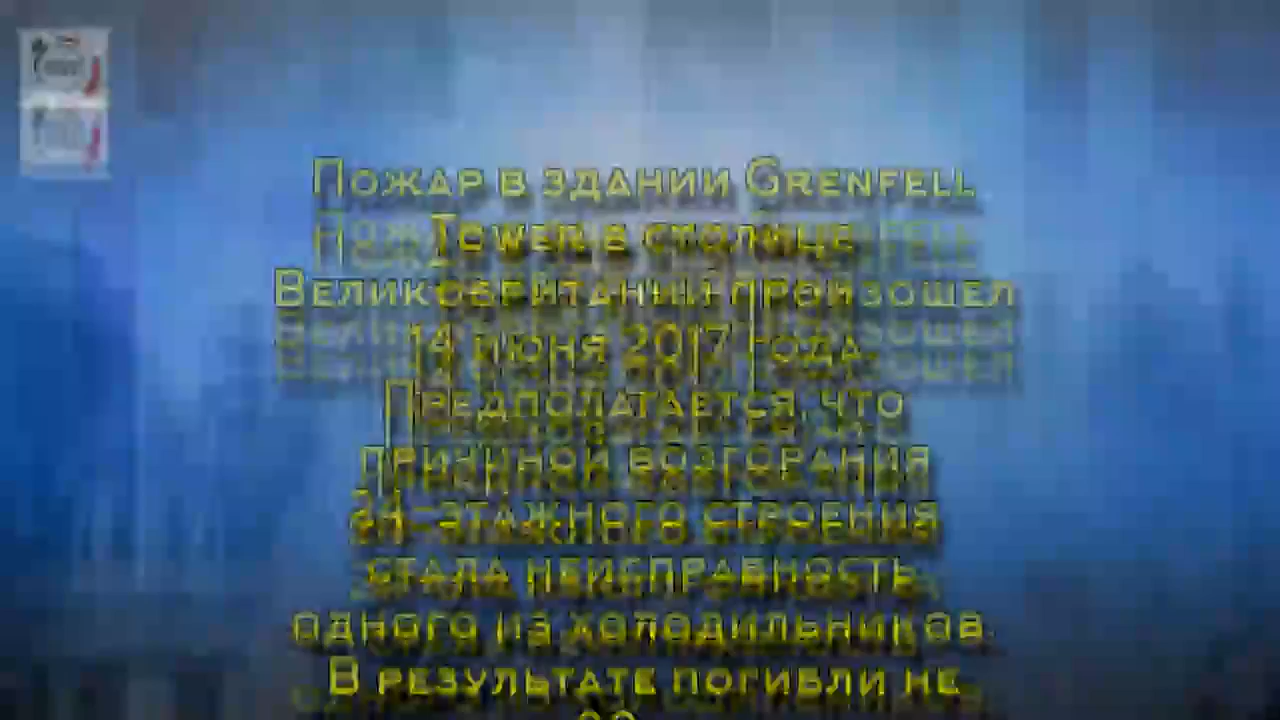 Пожар в здании Grenfell
Tower в столице
Великобритании произошел
14 июня 2017 года.
Предполагается, что
причиной возгорания
24-этажного строения
стала неисправность
одного из холодильников.
В результате погибли не